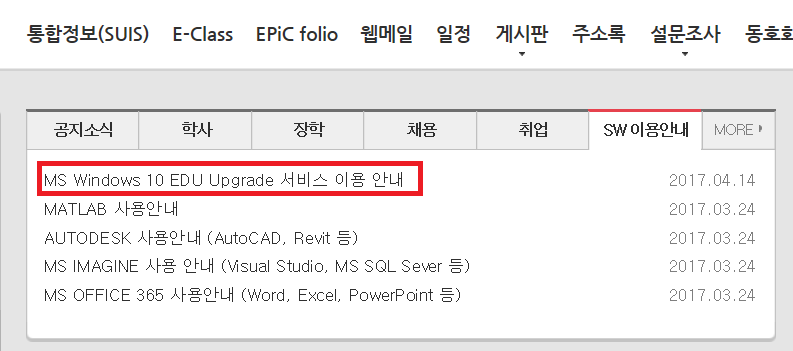 통합정보(SUIS) E-Class EPiC folio 웹메일 일정 게시판 주소록 설문조사 동호회
공지소식 학사 장학 채용 취업 SW 이용안내 MORE
MS Windows 10 EDU Upgrade 서비스 이용 안내 2017.04.14
MATLAB 사용안내 2017.03.24
AUTODESK 사용안내 (AutoCAD, Revit 등) 2017.03.24
MS IMAGINE 사용 안내 (Visual Studio, MS SQL Sever 등) 2017.03.24
MS OFFICE 365 사용안내 (Word, Excel, PowerPoint 등) 2017.03.24